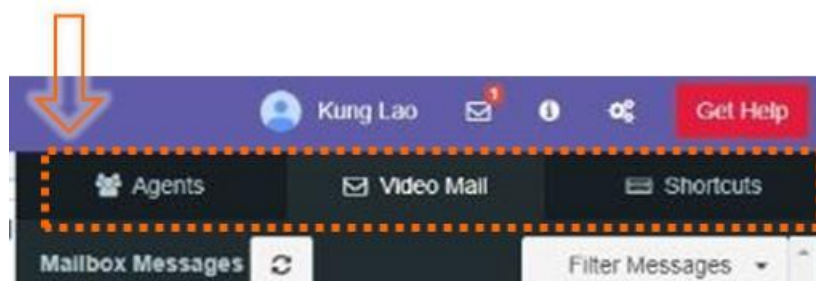 Kung Lao 1 Get Help
Agents Video Mail Shortcuts
Mailbox Messages Filter Messages